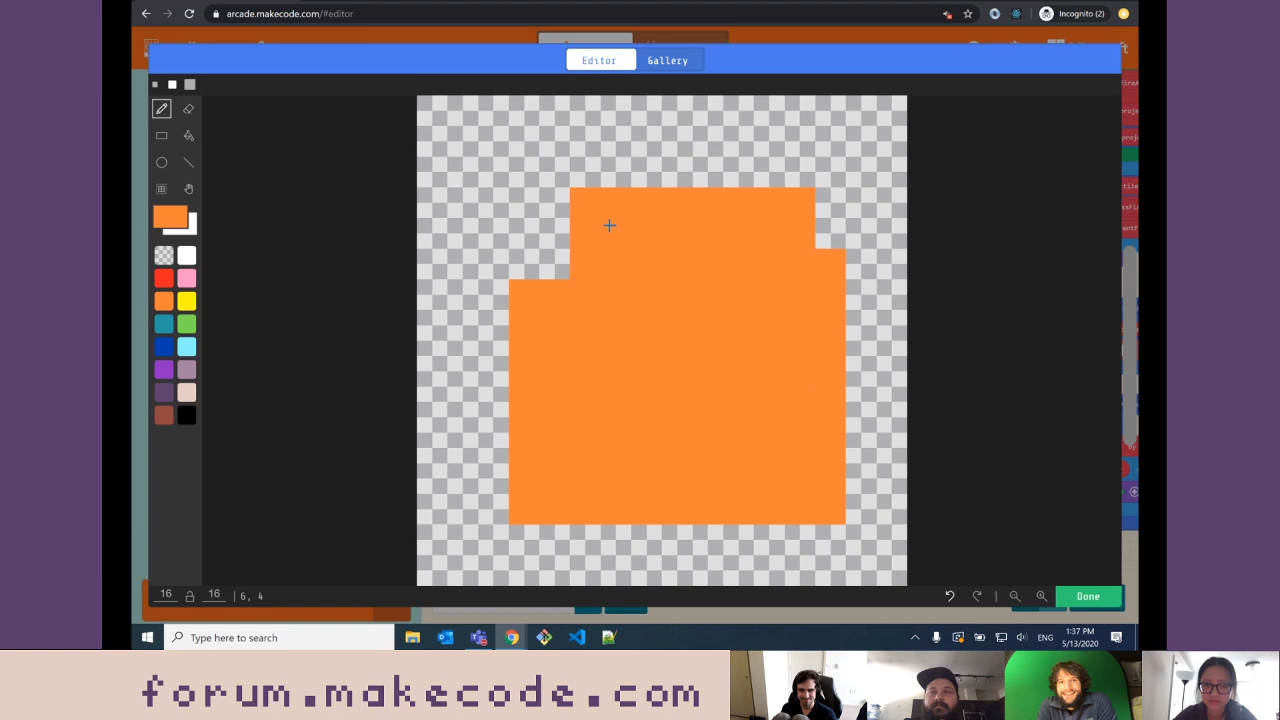 arcade.makecode.com/#editor
Incognito (2)
Editor
Gallery
16
16
6, 4
Done
Type here to search
ENG
1:37 PM
5/13/2020
forum.makecode.com